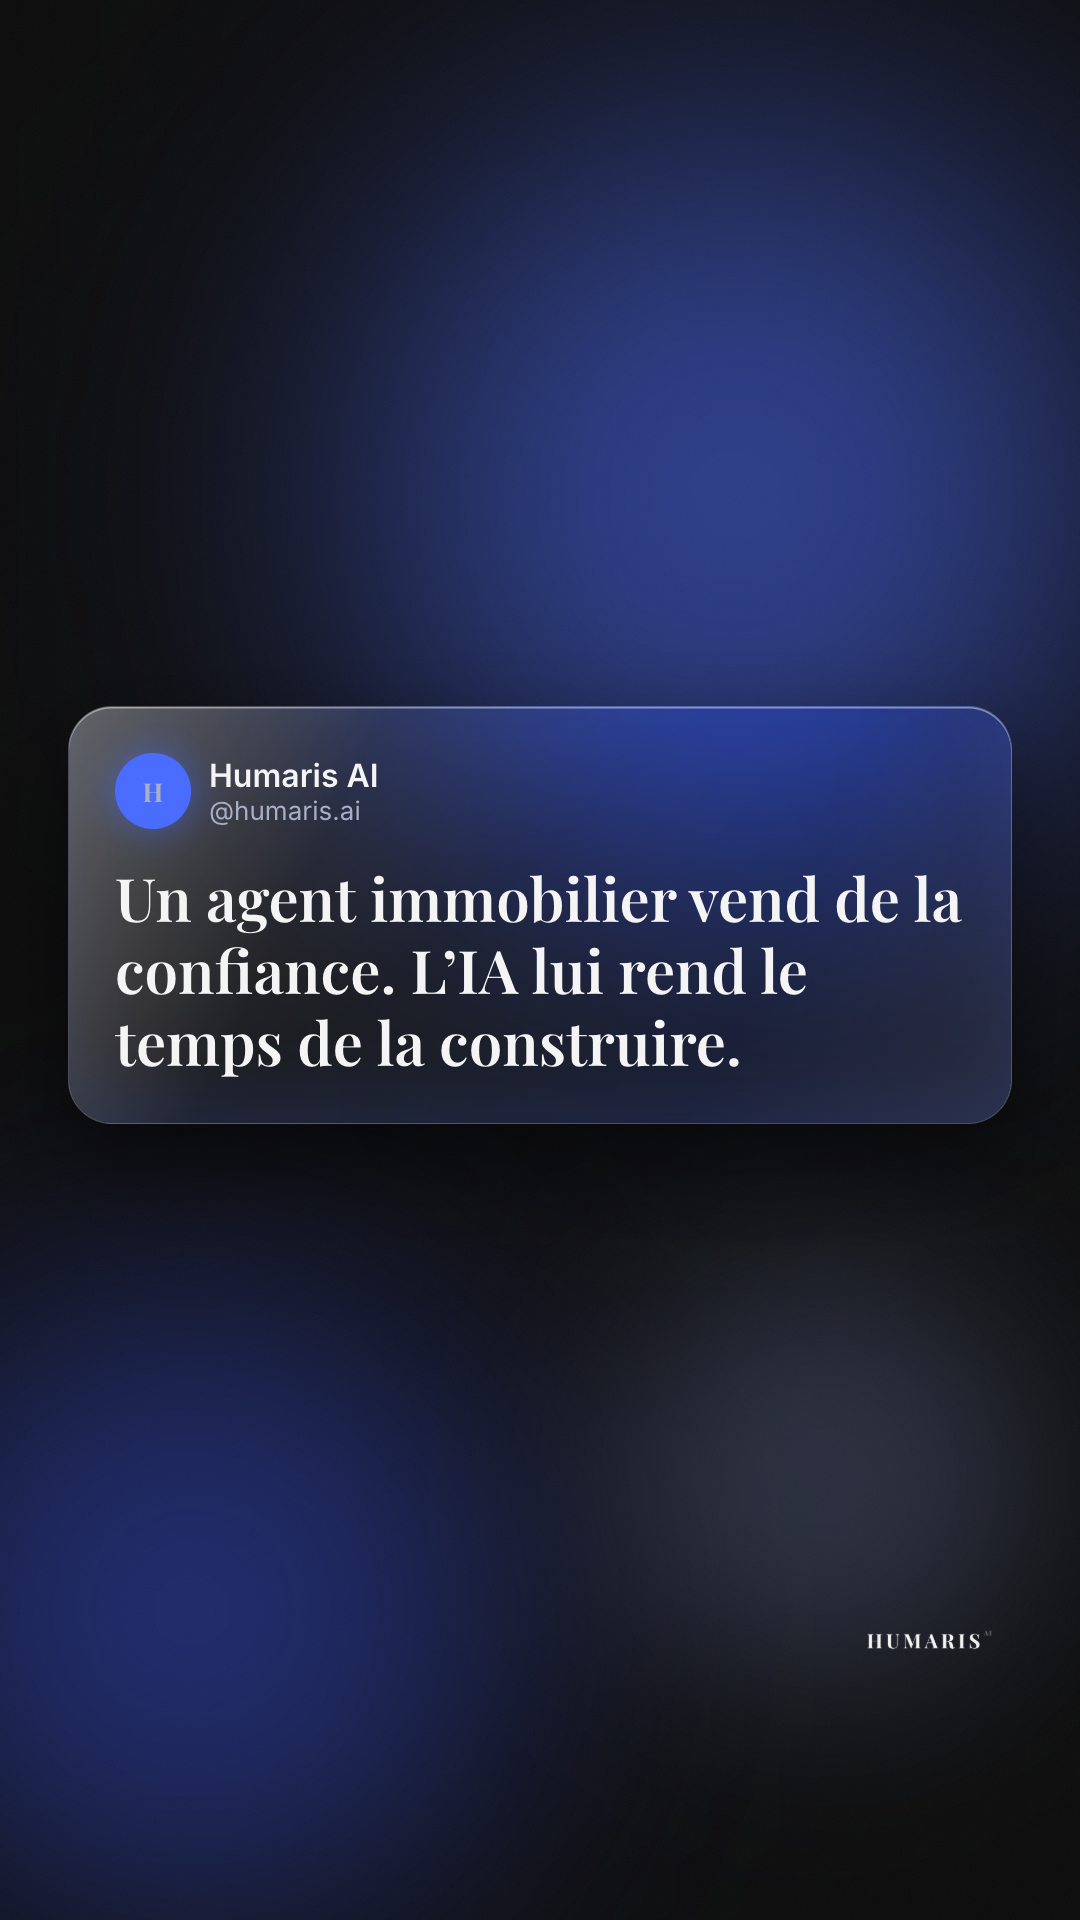 H
Humaris AI
@humaris.ai
Un agent immobilier vend de la
confiance. L’IA lui rend le
temps de la construire.
HUMARIS AI